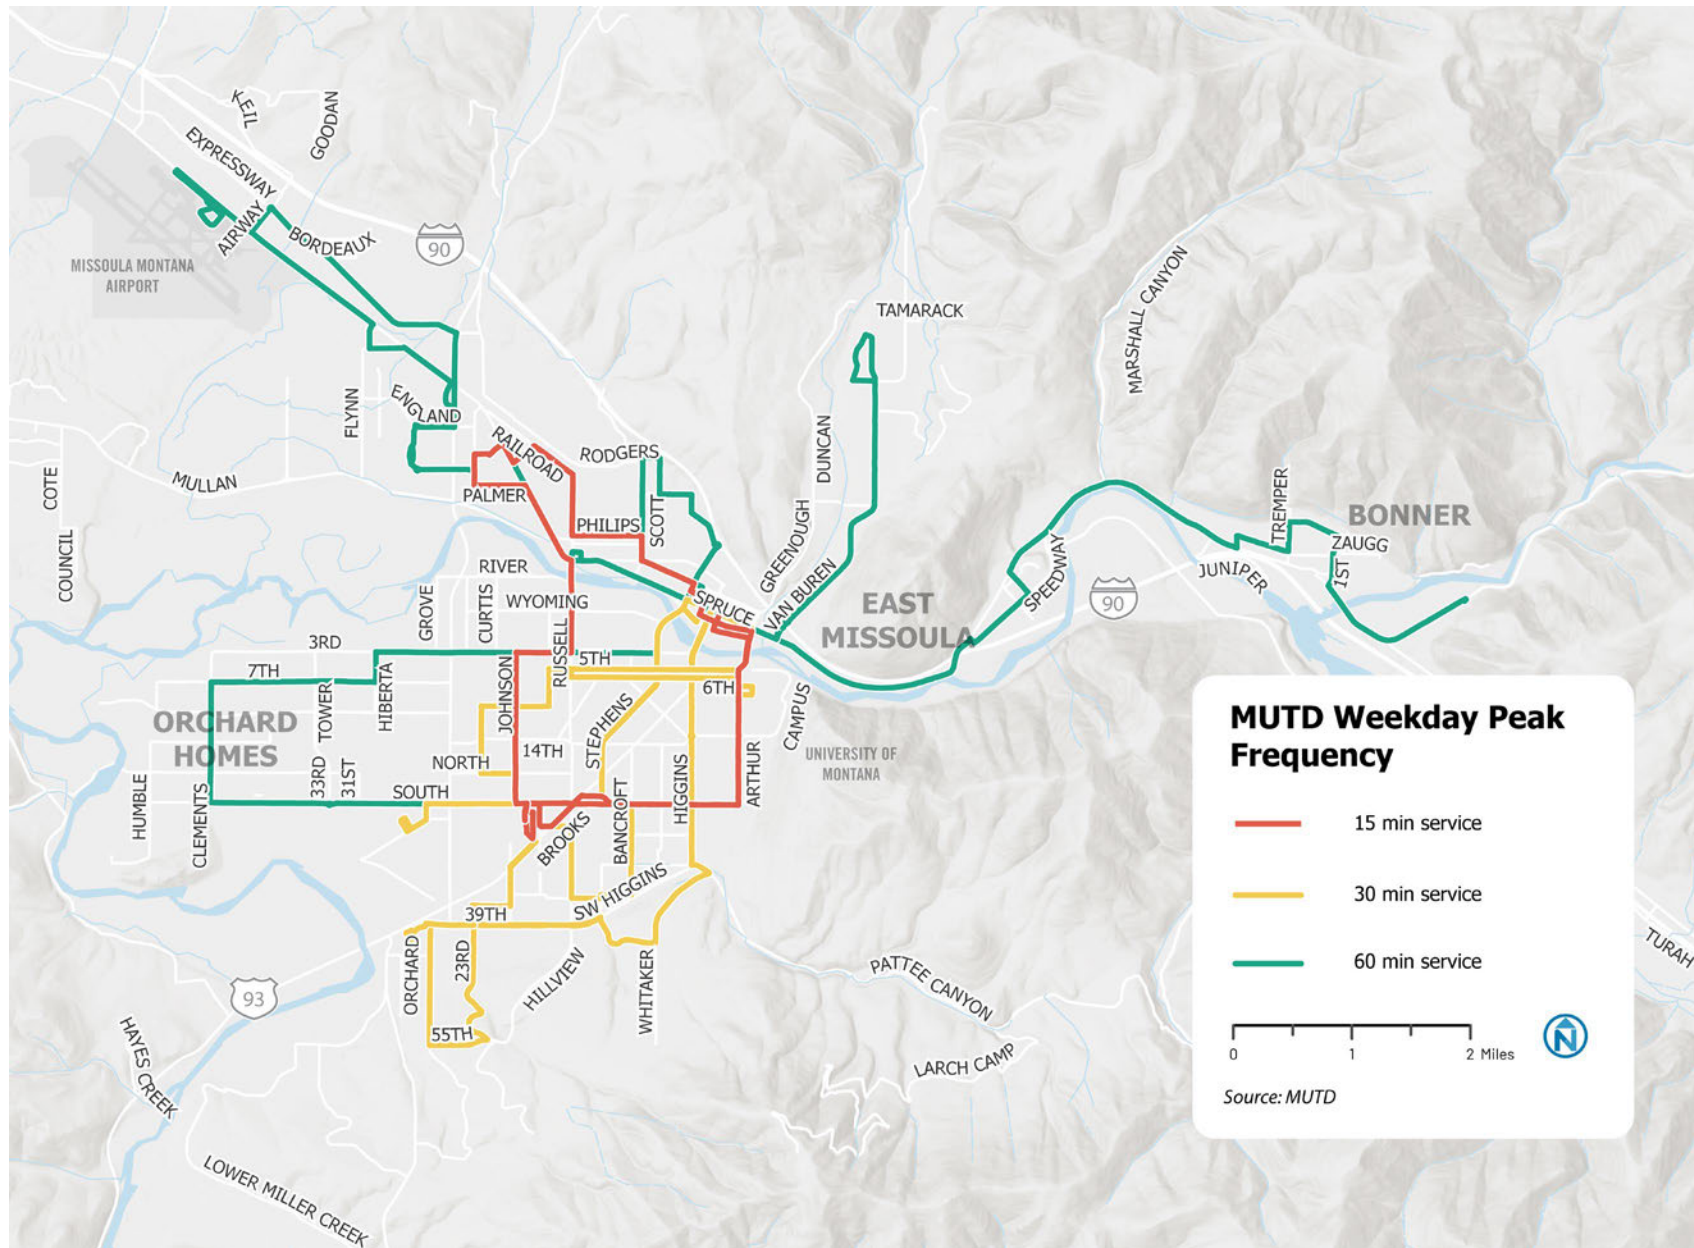 KEIL
GOODAN
EXPRESSWAY
AIRWAY
BORDEAUX
90
MISSOULA MONTANA
AIRPORT
TAMARACK
MARSHALL CANYON
FLYNN
ENGLAND
RAILROAD
RODGERS
DUNCAN
COTE
MULLAN
PALMER
PHILIPS
SCOTT
GREENOUGH
TREMPER
BONNER
ZAUGG
COUNCIL
RIVER
WYOMING
GROVE
CURTIS
SPRUCE
VAN BUREN
EAST
MISSOULA
SPEEDWAY
90
JUNIPER
1ST
3RD
RUSSELL
5TH
7TH
6TH
TOWER
HIBERTA
JOHNSON
STEPHENS
CAMPUS
ORCHARD
HOMES
NORTH
14TH
UNIVERSITY OF
MONTANA
HUMBLE
CLEMENTS
33RD
31ST
SOUTH
HIGGINS
ARTHUR
BROOKS
BANCROFT
SW HIGGINS
39TH
ORCHARD
23RD
HILLVIEW
WHITAKER
93
55TH
PATTEE CANYON
LARCH CAMP
HAYES CREEK
LOWER MILLER CREEK
TURAH
MUTD Weekday Peak
Frequency
15 min service
30 min service
60 min service
0 1 2 Miles
N
Source: MUTD